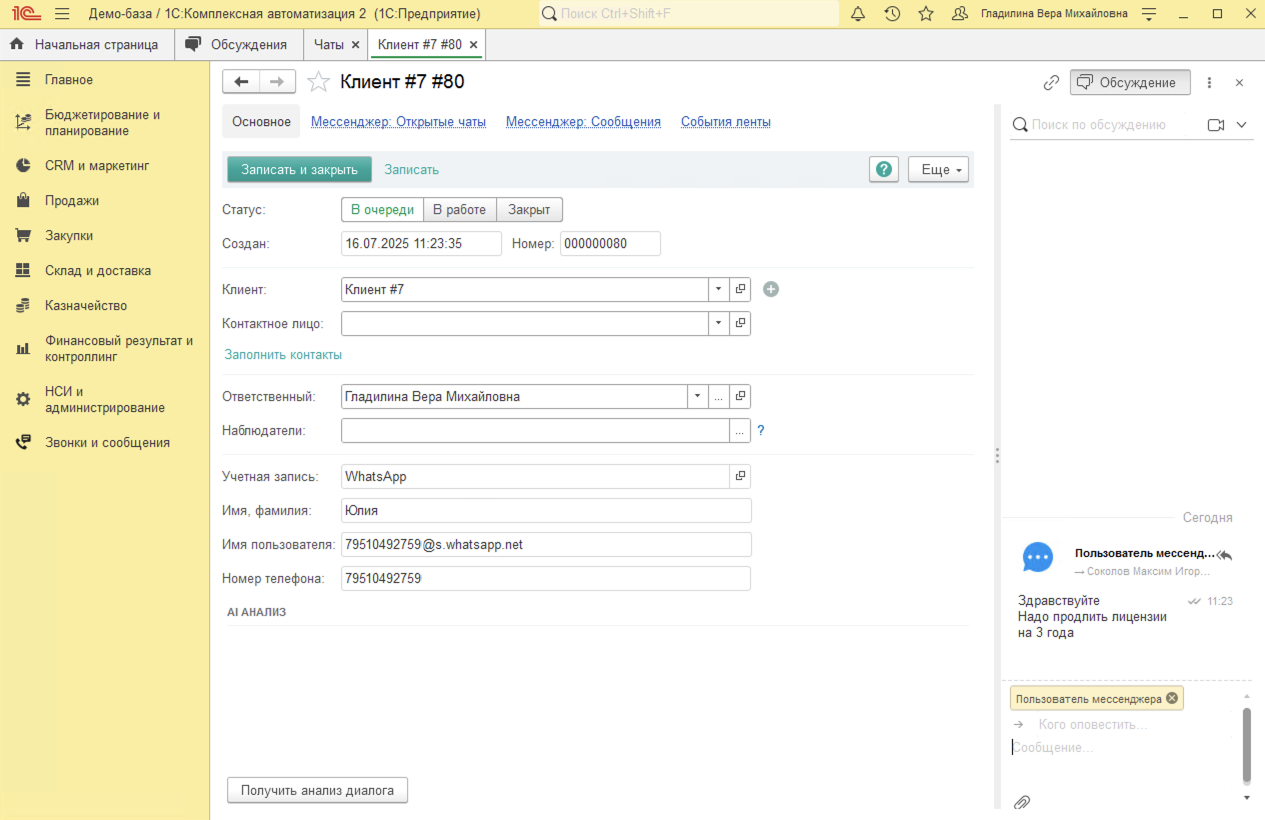 1С Демо-база / 1С:Комплексная автоматизация 2 (1С:Предприятие) Поиск Ctrl+Shift+F Гладилина Вера Михайловна
Начальная страница Обсуждения Чаты × Клиент #7 #80 ×
Главное
Бюджетирование и
планирование
CRM и маркетинг
Продажи
Закупки
Склад и доставка
Казначейство
Финансовый результат и
контроллинг
НСИ и
администрирование
Звонки и сообщения
Клиент #7 #80
Обсуждение
Основное Мессенджер: Открытые чаты Мессенджер: Сообщения События ленты
Записать и закрыть Записать ? Еще
Статус: В очереди В работе Закрыт
Создан: 16.07.2025 11:23:35 Номер: 000000080
Клиент: Клиент #7
Контактное лицо:
Заполнить контакты
Ответственный: Гладилина Вера Михайловна ...
Наблюдатели: ... ?
Учетная запись: WhatsApp
Имя, фамилия: Юлия
Имя пользователя: 79510492759@s.whatsapp.net
Номер телефона: 79510492759
AI АНАЛИЗ
Получить анализ диалога
Поиск по обсуждению
Сегодня
Пользователь мессенд...
→ Соколов Максим Игор...
Здравствуйте 11:23
Надо продлить лицензии
на 3 года
Пользователь мессенджера
→ Кого оповестить...
Сообщение...